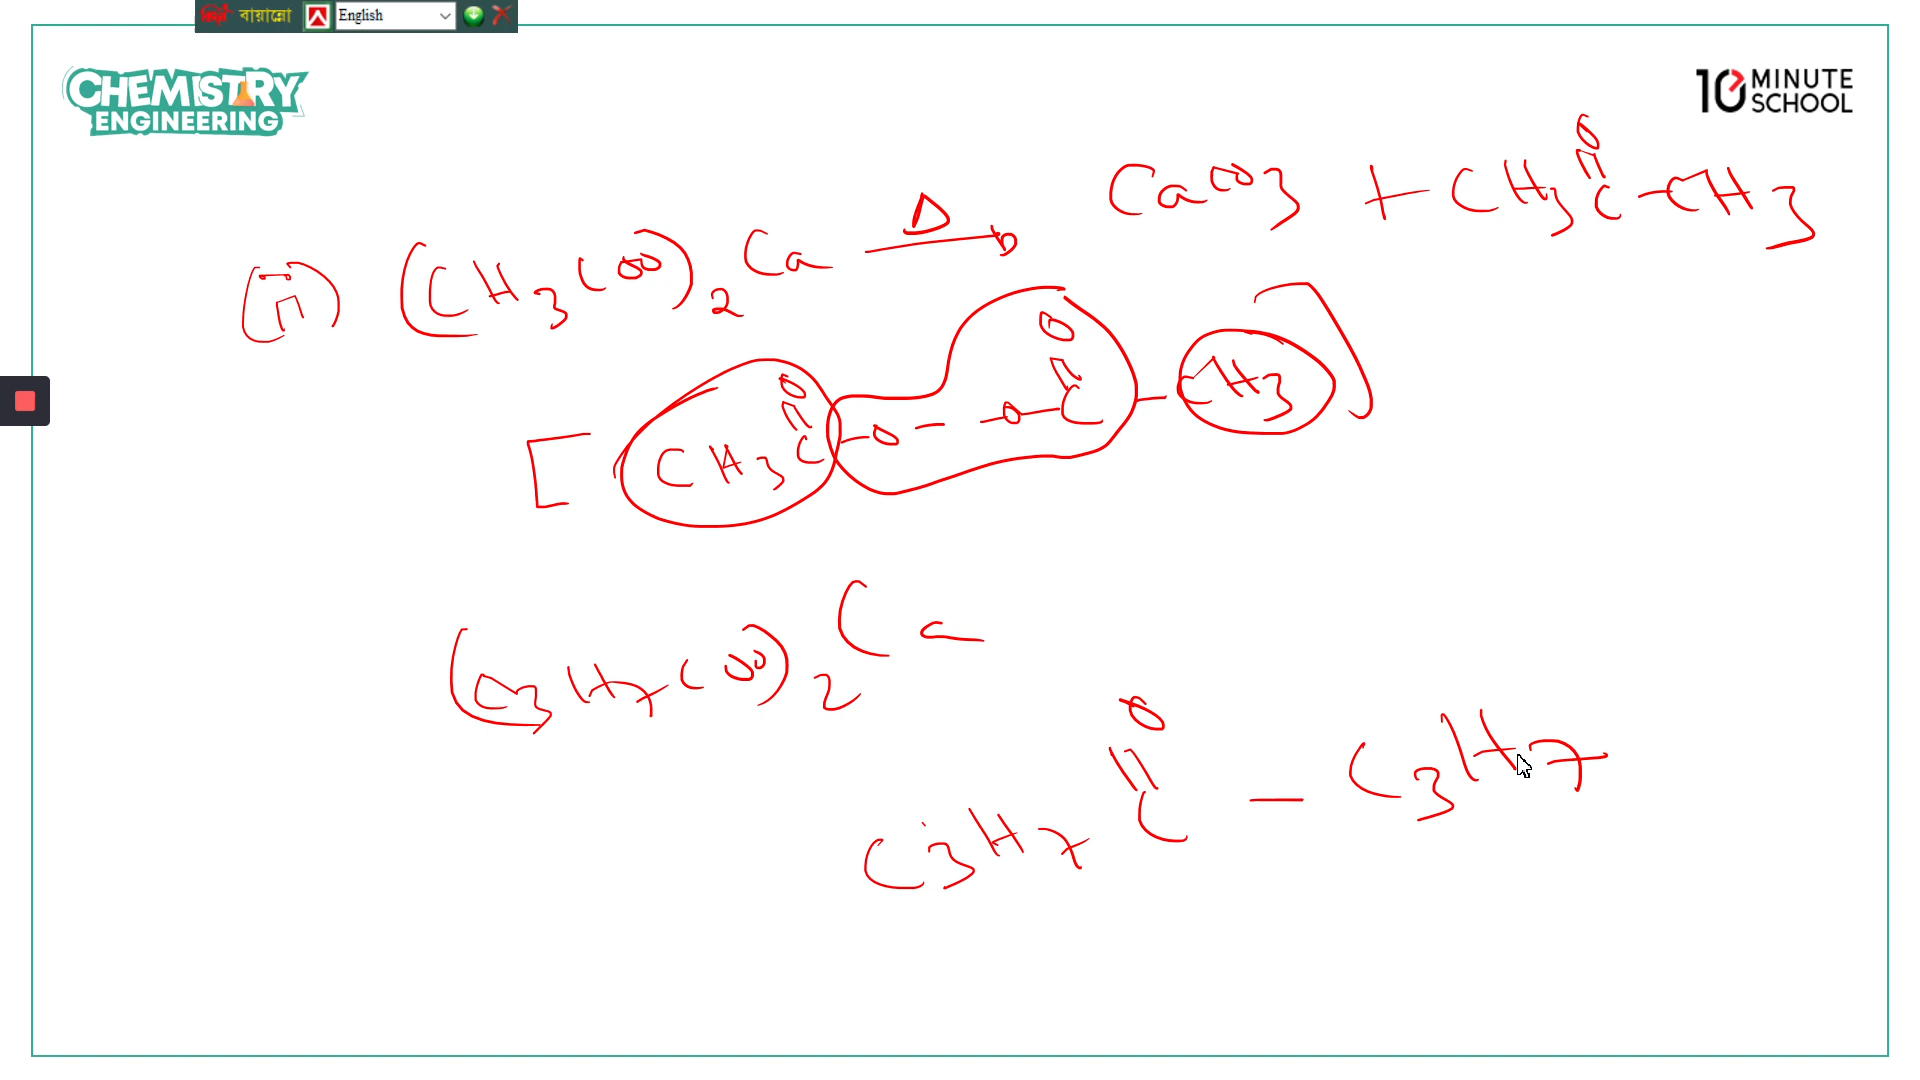 বায়ান্নো English
CHEMISTRY
ENGINEERING
10 MINUTE
SCHOOL
(ii) (CH3COO)2Ca Δ→ CaCO3 + CH3C(=O)-CH3
[CH3C(=O)-O- -O-C(=O)-CH3]
(C3H7COO)2Ca
C3H7C(=O)-C3H7